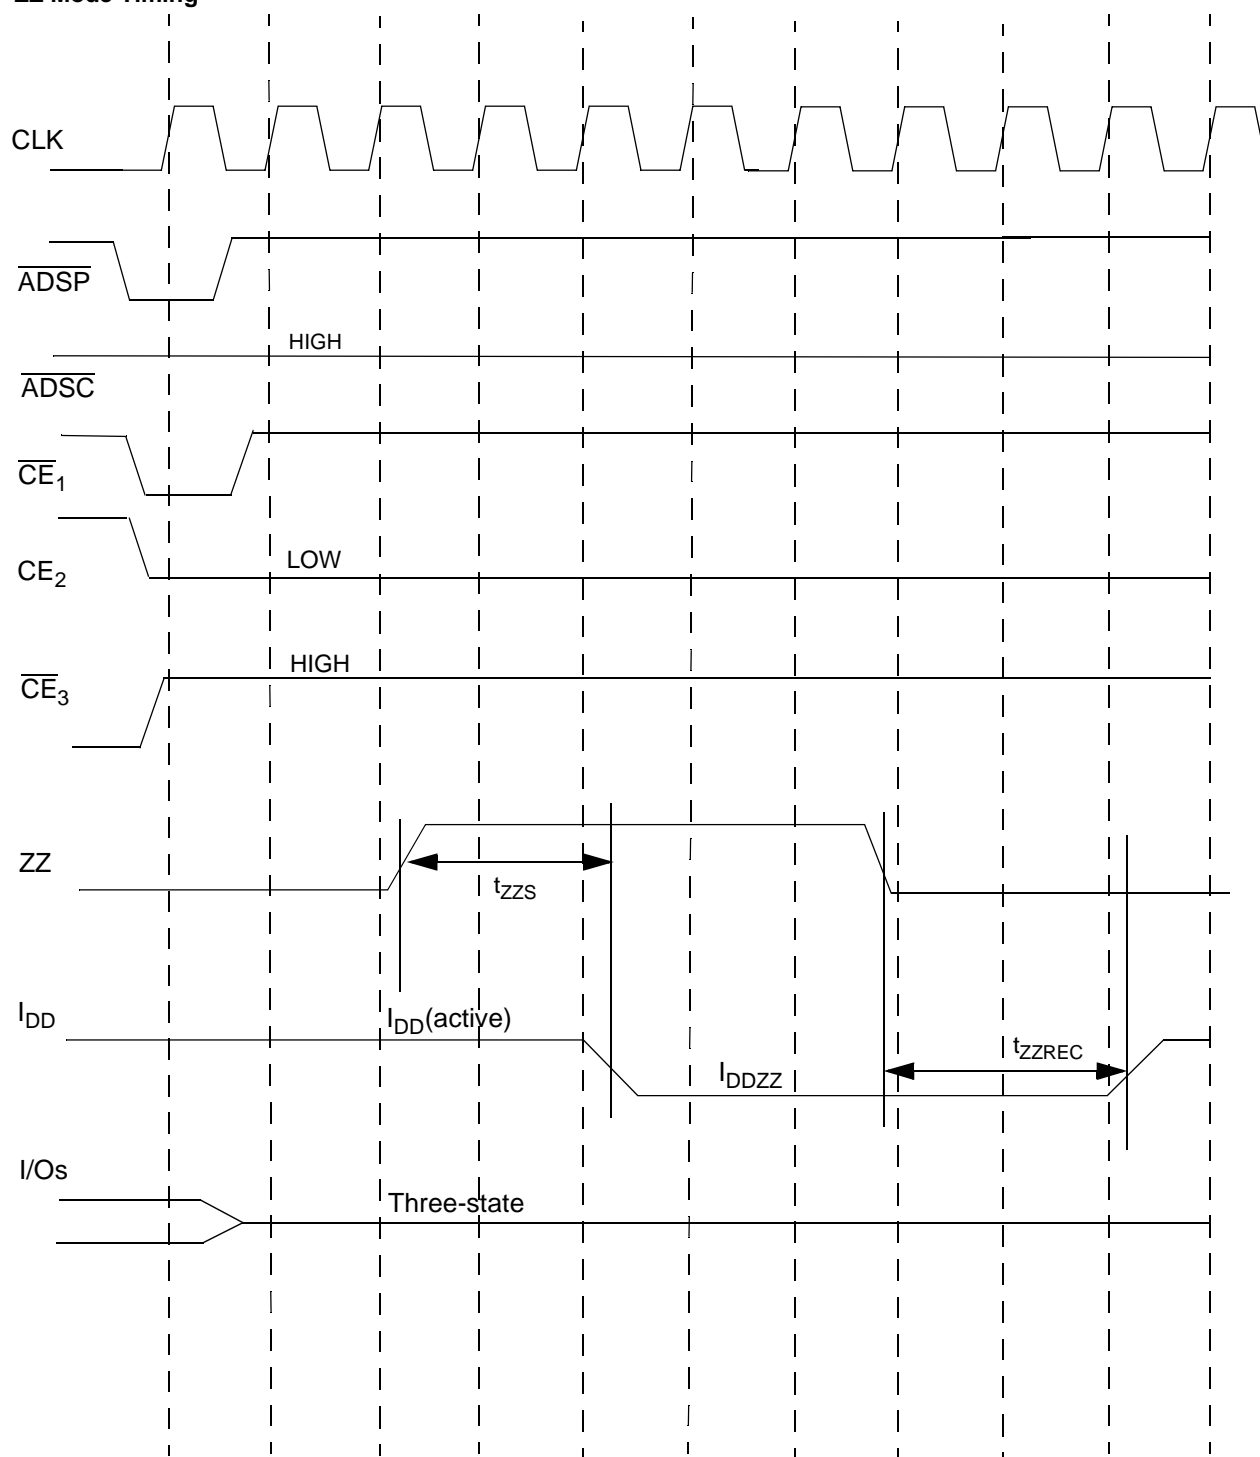 ZZ Mode Timing
CLK
ADSP
HIGH
ADSC
CE1
LOW
CE2
HIGH
CE3
ZZ
tZZS
IDD
IDD(active)
tZZREC
IDDZZ
I/Os
Three-state